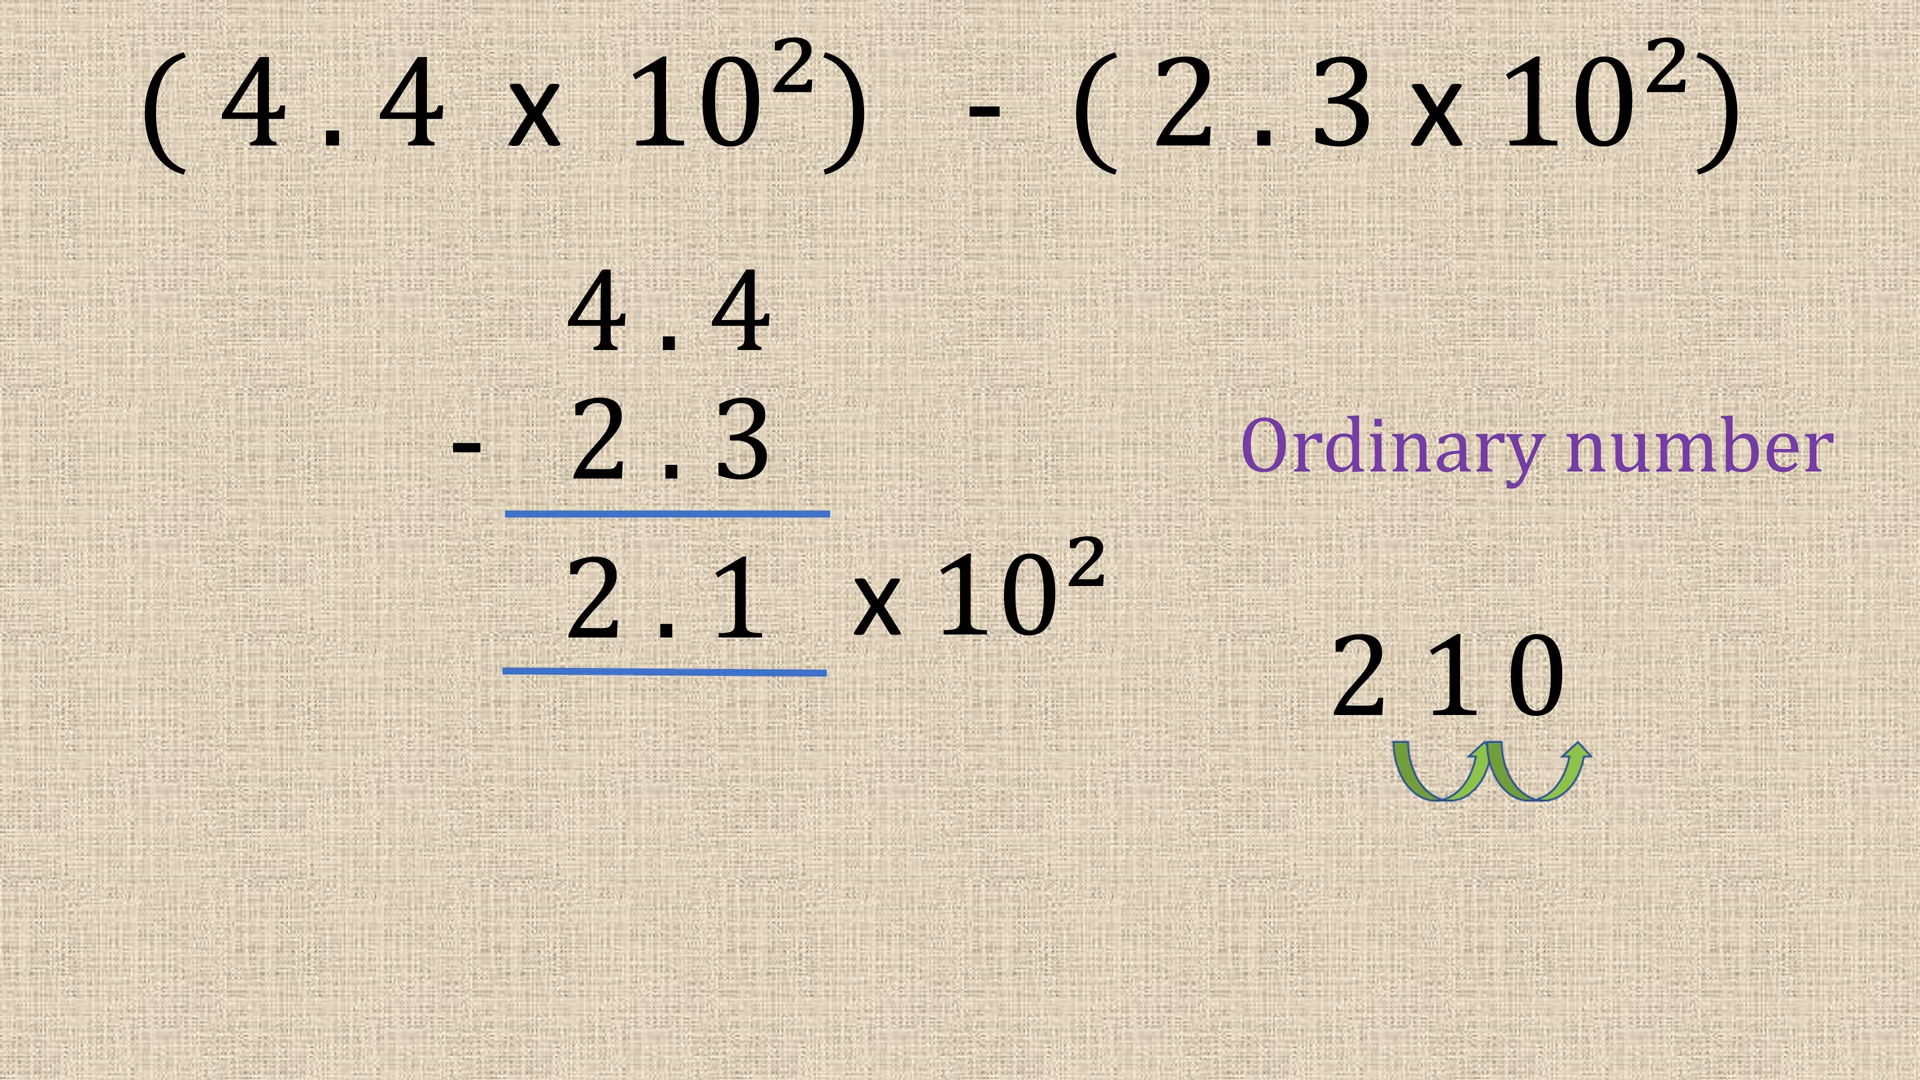 ( 4 . 4 x 10² ) - ( 2 . 3 x 10² )
4 . 4
- 2 . 3
Ordinary number
2 . 1 x 10²
2 1 0